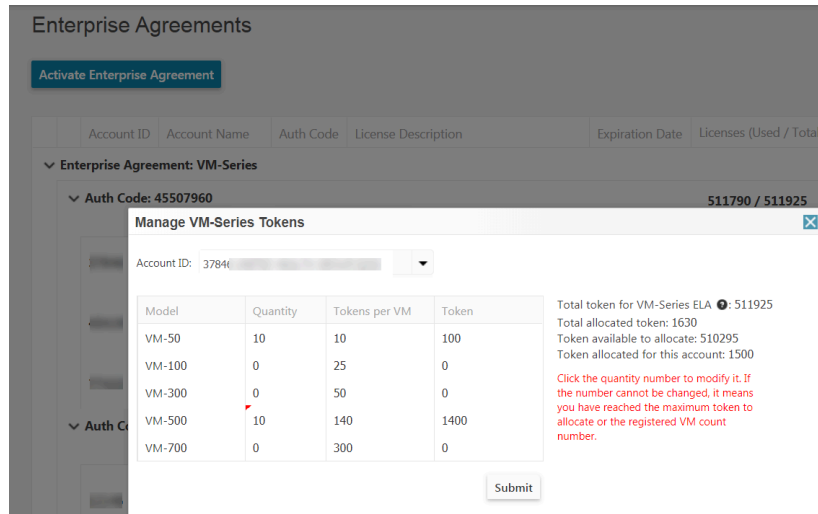 Enterprise Agreements
Activate Enterprise Agreement
Account ID Account Name Auth Code License Description Expiration Date Licenses (Used / Tota
Enterprise Agreement: VM-Series
Auth Code: 45507960 511790 / 511925
Manage VM-Series Tokens
Account ID: 37846
Model Quantity Tokens per VM Token
VM-50 10 10 100
VM-100 0 25 0
VM-300 0 50 0
VM-500 10 140 1400
VM-700 0 300 0
Total token for VM-Series ELA ?: 511925
Total allocated token: 1630
Token available to allocate: 510295
Token allocated for this account: 1500
Click the quantity number to modify it. If
the number cannot be changed, it means
you have reached the maximum token to
allocate or the registered VM count
number.
Auth C
Submit